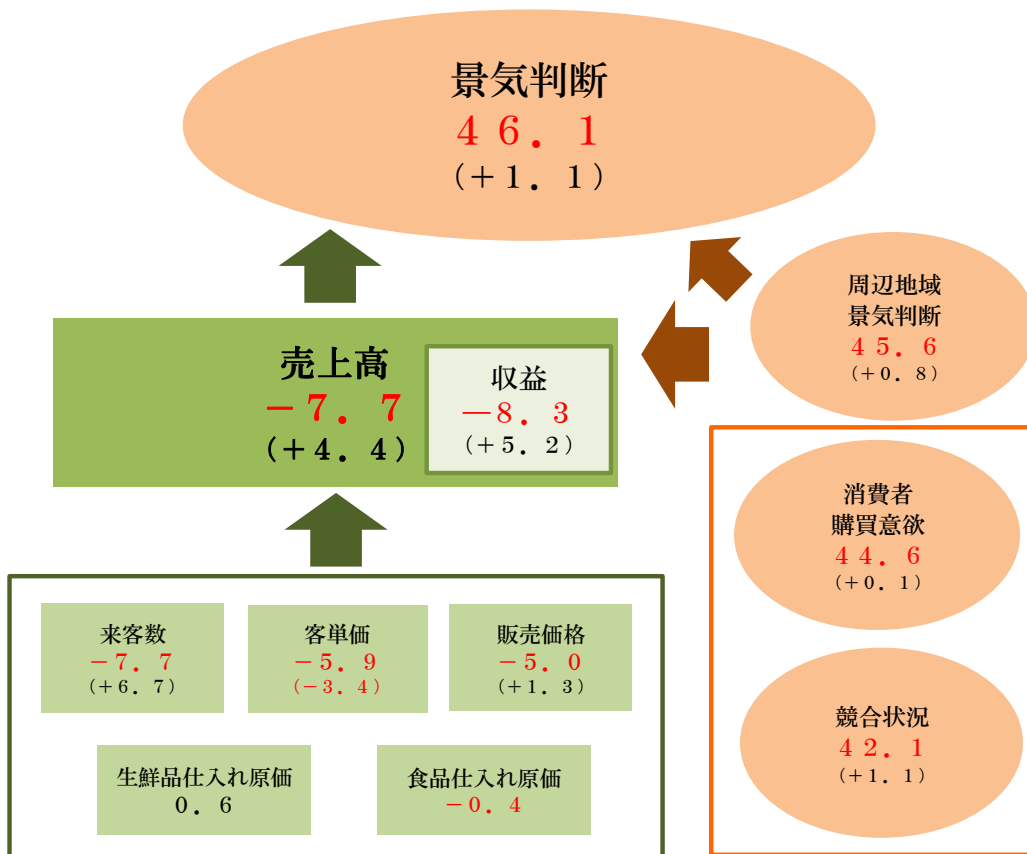 景気判断
４６．１
（＋１．１）
周辺地域
景気判断
４５．６
（＋０．８）
売上高
－７．７
（＋４．４）
収益
―８．３
（＋５．２）
消費者
購買意欲
４４．６
（＋０．１）
来客数
－７．７
（＋６．７）
客単価
－５．９
（－３．４）
販売価格
－５．０
（＋１．３）
競合状況
４２．１
（＋１．１）
生鮮品仕入れ原価
０．６
食品仕入れ原価
－０．４